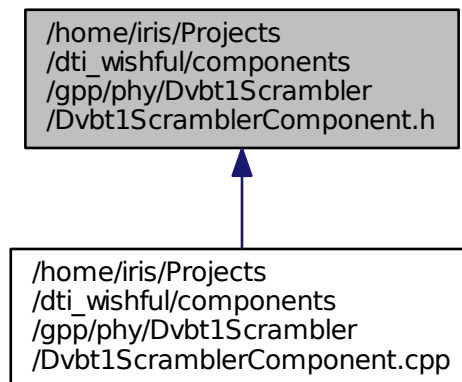 /home/iris/Projects
/dti_wishful/components
/gpp/phy/Dvbt1Scrambler
/Dvbt1ScramblerComponent.h
/home/iris/Projects
/dti_wishful/components
/gpp/phy/Dvbt1Scrambler
/Dvbt1ScramblerComponent.cpp